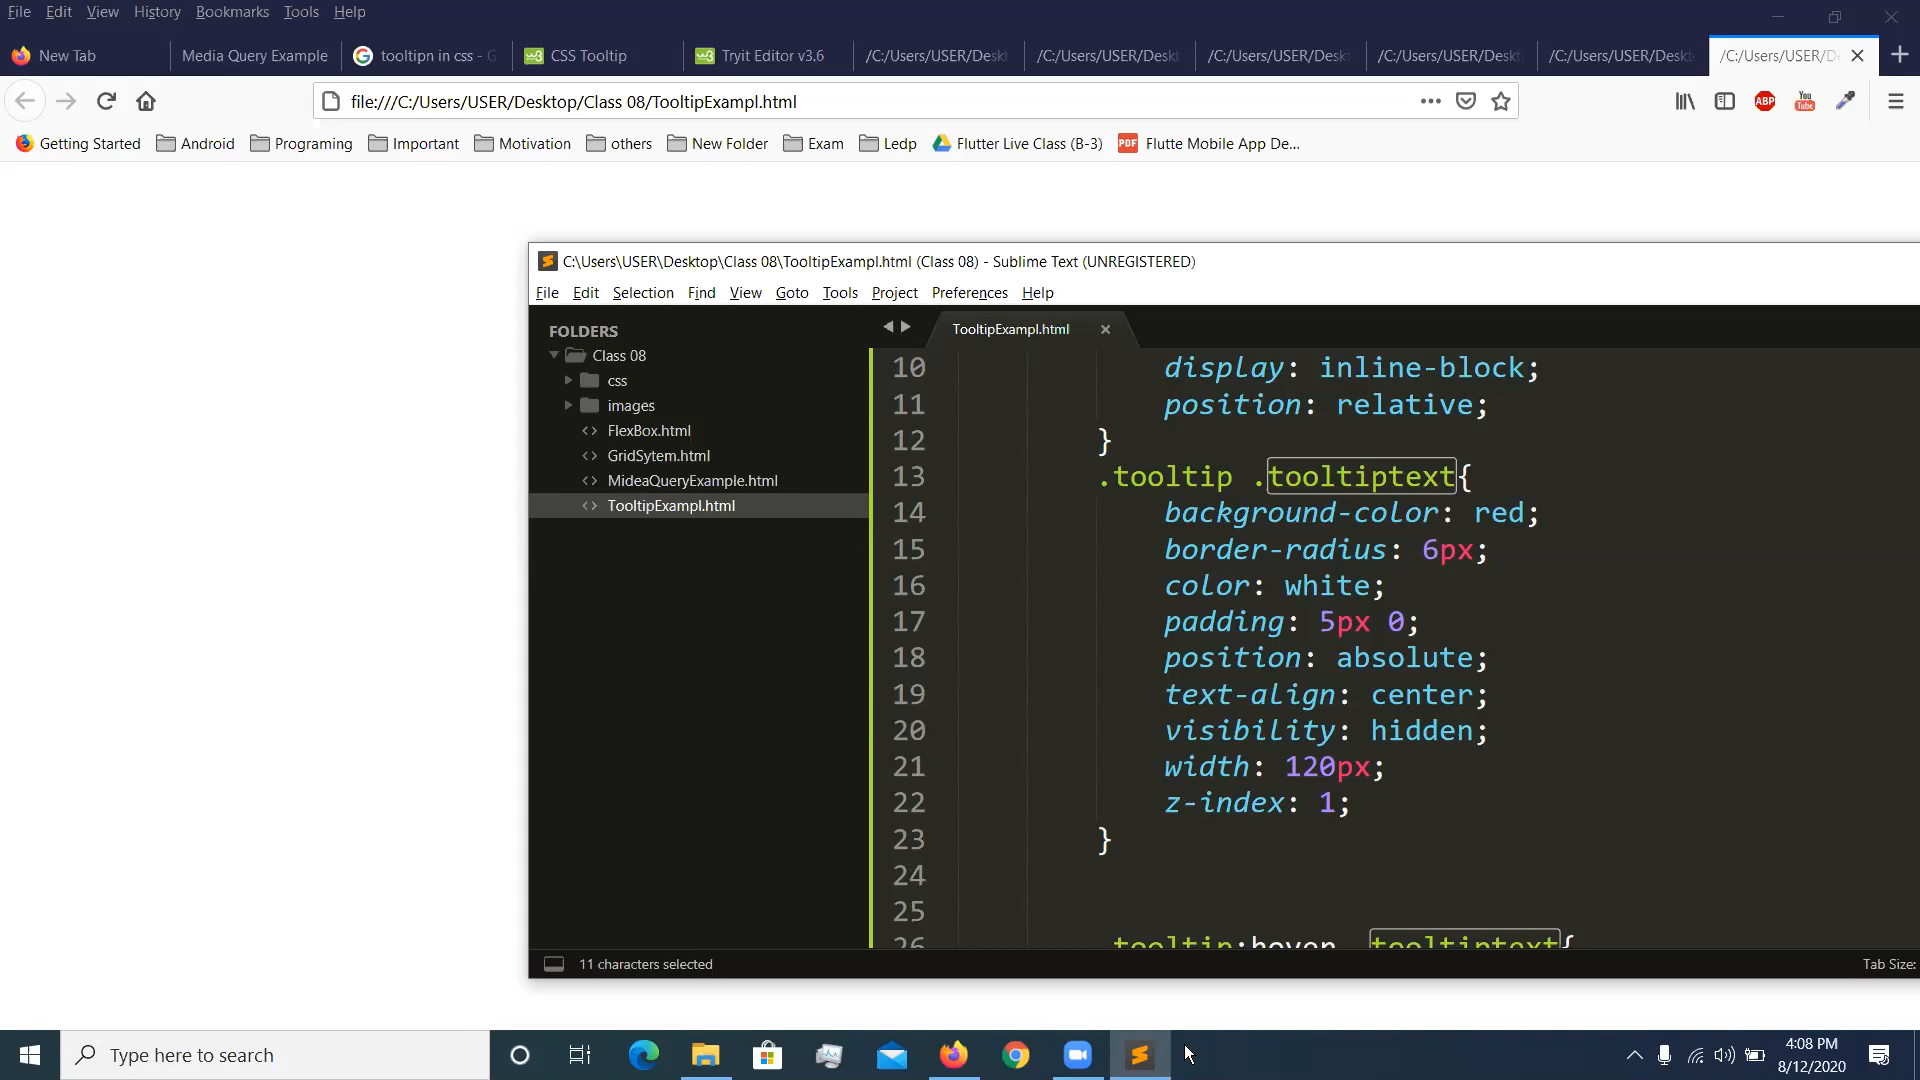 File Edit View History Bookmarks Tools Help
New Tab
Media Query Example
tooltipn in css - G
CSS Tooltip
Tryit Editor v3.6
/C:/Users/USER/Deskt
/C:/Users/USER/Deskt
/C:/Users/USER/Deskt
/C:/Users/USER/Deskt
/C:/Users/USER/Deskt
/C:/Users/USER/D
file:///C:/Users/USER/Desktop/Class 08/TooltipExampl.html
ABP
You Tube
Getting Started Android Programing Important Motivation others New Folder Exam Ledp Flutter Live Class (B-3) PDF Flutte Mobile App De...
C:\Users\USER\Desktop\Class 08\TooltipExampl.html (Class 08) - Sublime Text (UNREGISTERED)
File Edit Selection Find View Goto Tools Project Preferences Help
FOLDERS
Class 08
css
images
FlexBox.html
GridSytem.html
MideaQueryExample.html
TooltipExampl.html
TooltipExampl.html
10 display: inline-block;
11 position: relative;
12 }
13 .tooltip .tooltiptext{
14 background-color: red;
15 border-radius: 6px;
16 color: white;
17 padding: 5px 0;
18 position: absolute;
19 text-align: center;
20 visibility: hidden;
21 width: 120px;
22 z-index: 1;
23 }
24
25
26 .tooltip:hover .tooltiptext{
11 characters selected
Tab Size:
Type here to search
4:08 PM
8/12/2020